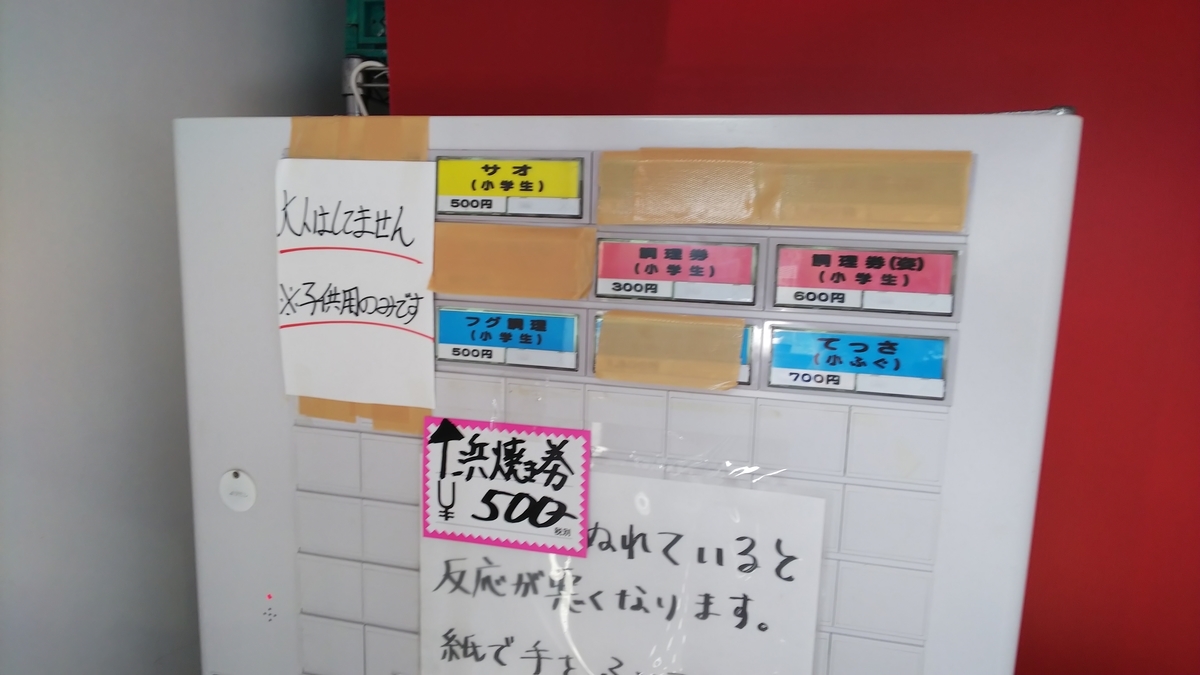 大人はしてません
※子供用のみです
サオ
(小学生)
500円
調理券
(小学生)
300円
調理券(変)
(小学生)
600円
フグ調理
(小学生)
500円
てっさ
(小ふぐ)
700円
↑浜焼き券
¥500-
税別
ぬれていると
反応が悪くなります。
紙で手を